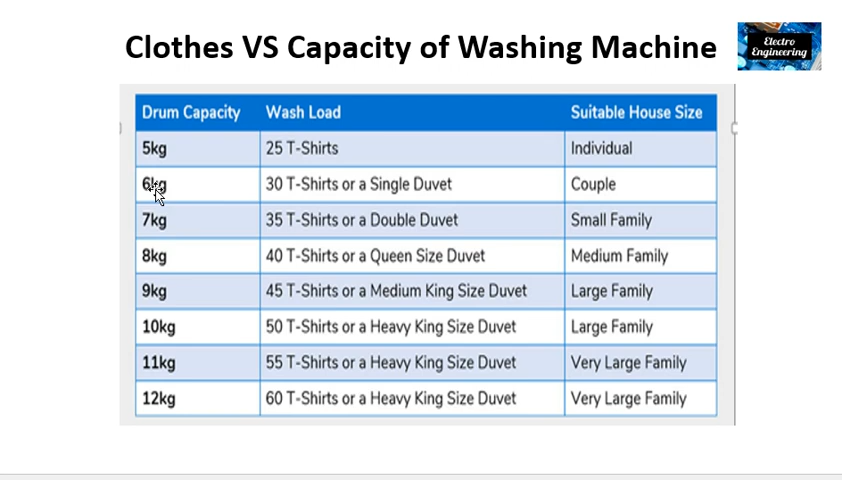 Clothes VS Capacity of Washing Machine
Electro
Engineering
Drum Capacity Wash Load Suitable House Size
5kg 25 T-Shirts Individual
6kg 30 T-Shirts or a Single Duvet Couple
7kg 35 T-Shirts or a Double Duvet Small Family
8kg 40 T-Shirts or a Queen Size Duvet Medium Family
9kg 45 T-Shirts or a Medium King Size Duvet Large Family
10kg 50 T-Shirts or a Heavy King Size Duvet Large Family
11kg 55 T-Shirts or a Heavy King Size Duvet Very Large Family
12kg 60 T-Shirts or a Heavy King Size Duvet Very Large Family